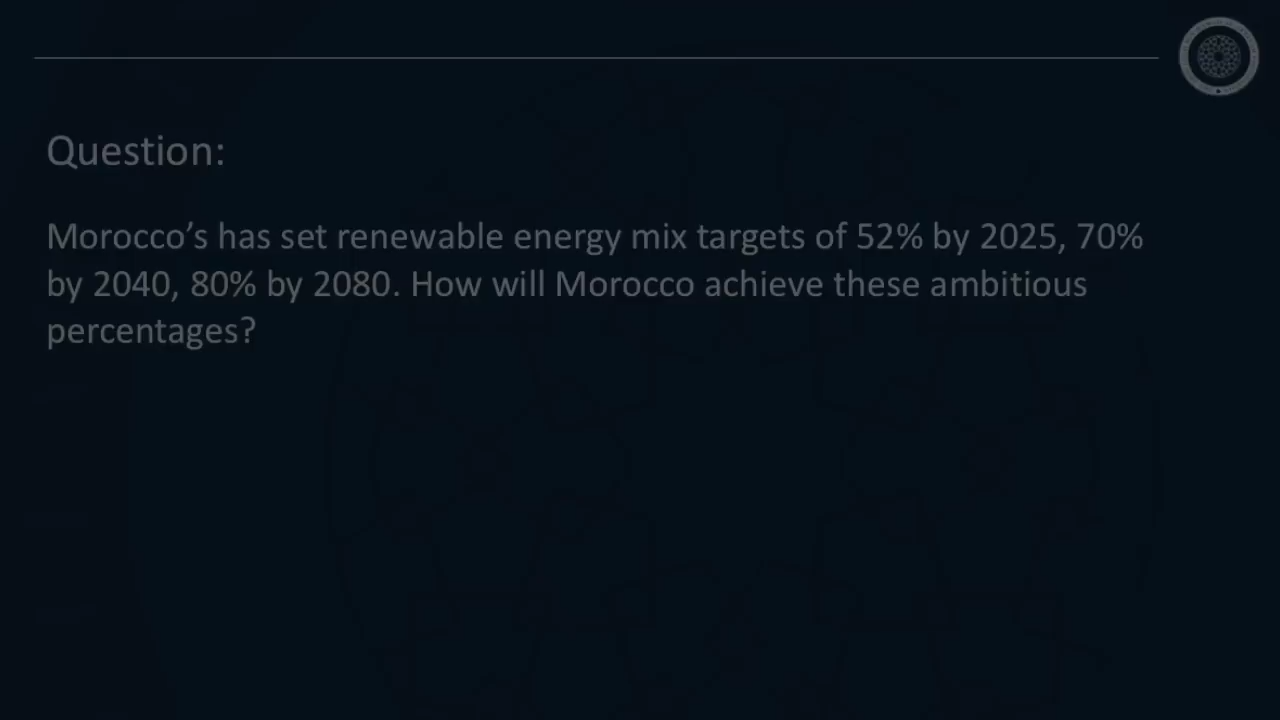 Question:
Morocco’s has set renewable energy mix targets of 52% by 2025, 70%
by 2040, 80% by 2080. How will Morocco achieve these ambitious
percentages?